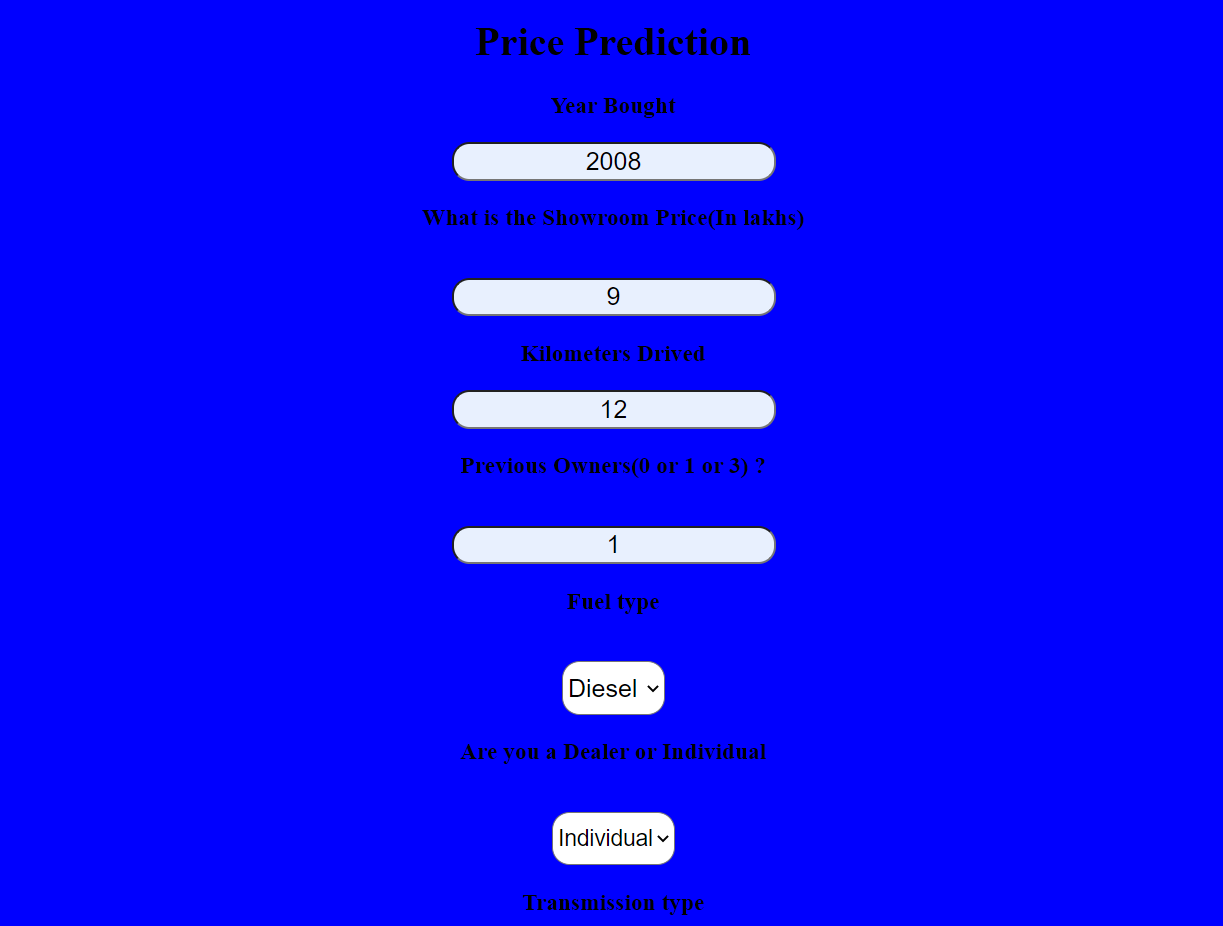 Price Prediction
Year Bought
2008
What is the Showroom Price(In lakhs)
9
Kilometers Drived
12
Previous Owners(0 or 1 or 3) ?
1
Fuel type
Diesel
Are you a Dealer or Individual
Individual
Transmission type